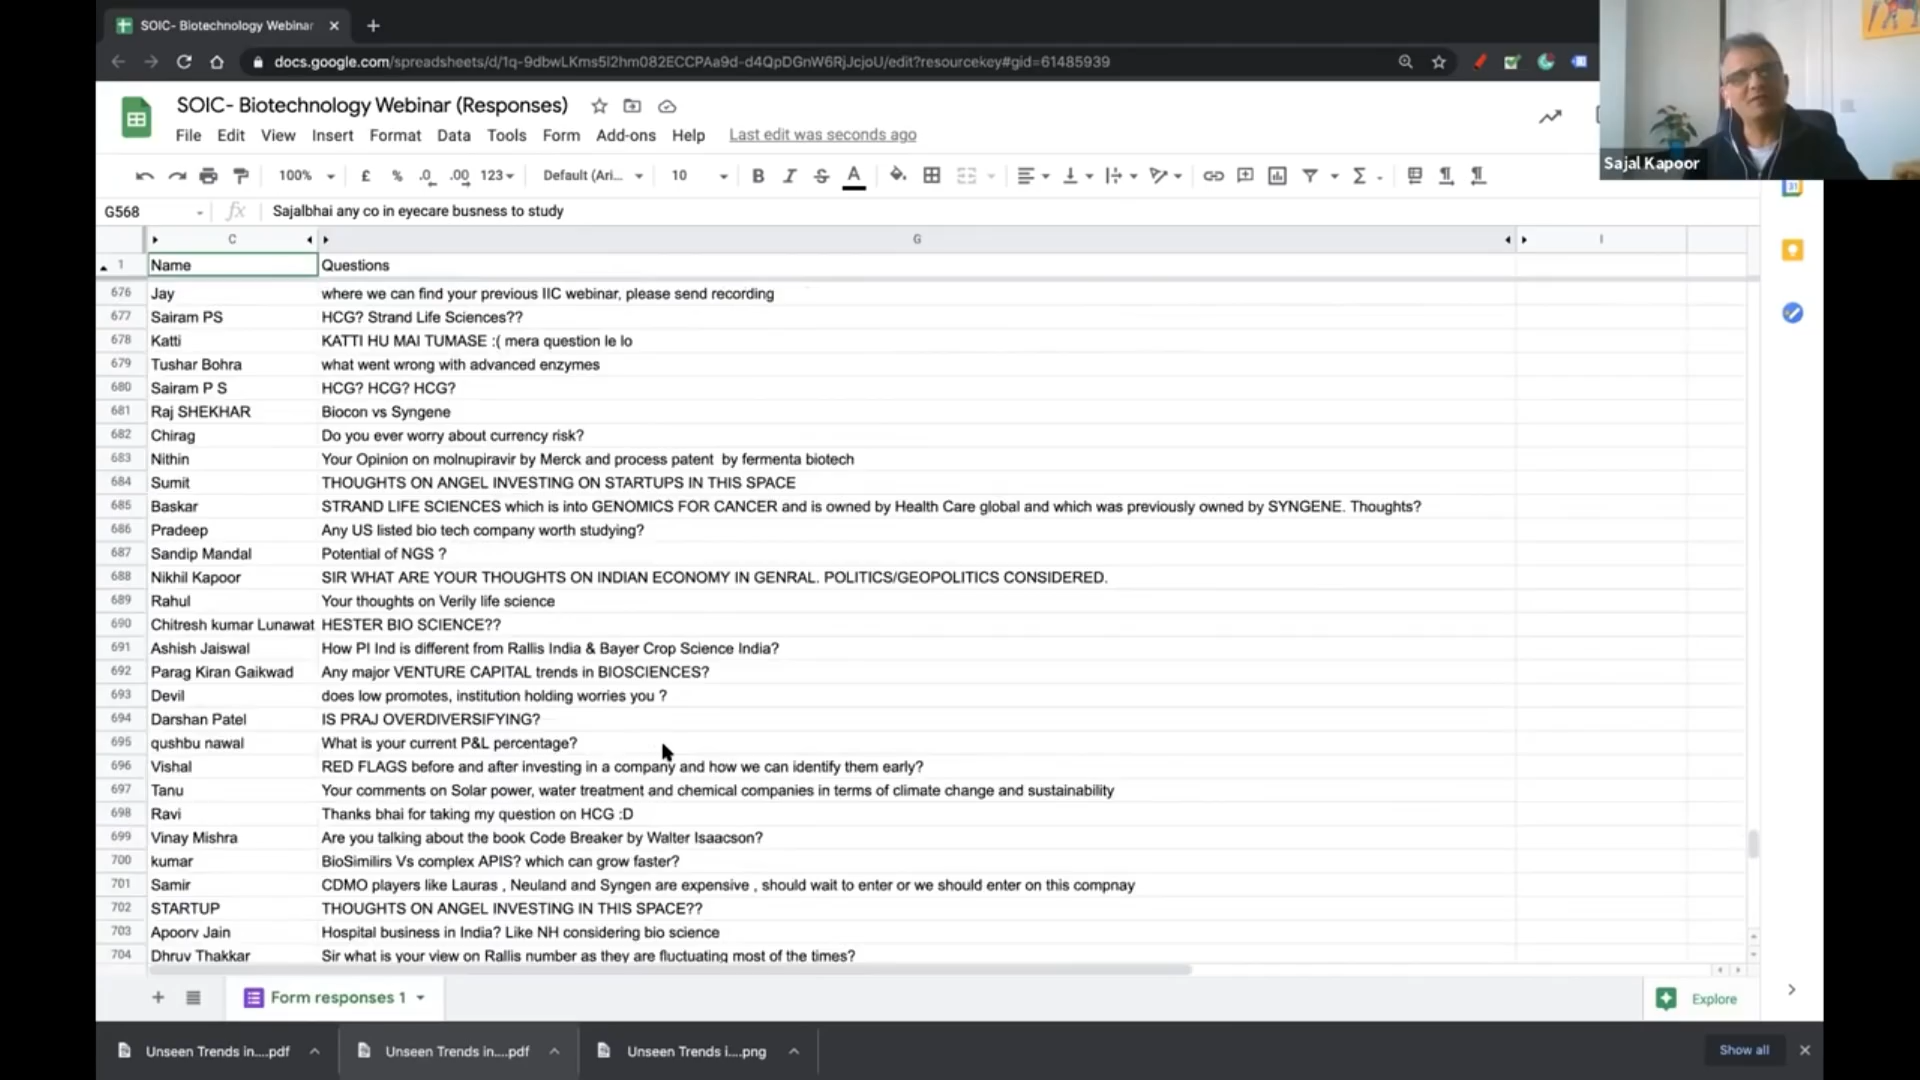 SOIC- Biotechnology Webinar
docs.google.com/spreadsheets/d/1q-9dbwLKms5l2hm082ECCPAa9d-d4QpDGnW6RjJcjoU/edit?resourcekey#gid=61485939
SOIC- Biotechnology Webinar (Responses)
File Edit View Insert Format Data Tools Form Add-ons Help Last edit was seconds ago
Sajal Kapoor
100% £ % .0 .00 123 Default (Ari... 10 B I S A
31
G568 fx Sajalbhai any co in eyecare busness to study
C G I
1 Name Questions
676 Jay where we can find your previous IIC webinar, please send recording
677 Sairam PS HCG? Strand Life Sciences??
678 Katti KATTI HU MAI TUMASE :( mera question le lo
679 Tushar Bohra what went wrong with advanced enzymes
680 Sairam P S HCG? HCG? HCG?
681 Raj SHEKHAR Biocon vs Syngene
682 Chirag Do you ever worry about currency risk?
683 Nithin Your Opinion on molnupiravir by Merck and process patent by fermenta biotech
684 Sumit THOUGHTS ON ANGEL INVESTING ON STARTUPS IN THIS SPACE
685 Baskar STRAND LIFE SCIENCES which is into GENOMICS FOR CANCER and is owned by Health Care global and which was previously owned by SYNGENE. Thoughts?
686 Pradeep Any US listed bio tech company worth studying?
687 Sandip Mandal Potential of NGS ?
688 Nikhil Kapoor SIR WHAT ARE YOUR THOUGHTS ON INDIAN ECONOMY IN GENRAL. POLITICS/GEOPOLITICS CONSIDERED.
689 Rahul Your thoughts on Verily life science
690 Chitresh kumar Lunawat HESTER BIO SCIENCE??
691 Ashish Jaiswal How PI Ind is different from Rallis India & Bayer Crop Science India?
692 Parag Kiran Gaikwad Any major VENTURE CAPITAL trends in BIOSCIENCES?
693 Devil does low promotes, institution holding worries you ?
694 Darshan Patel IS PRAJ OVERDIVERSIFYING?
695 qushbu nawal What is your current P&L percentage?
696 Vishal RED FLAGS before and after investing in a company and how we can identify them early?
697 Tanu Your comments on Solar power, water treatment and chemical companies in terms of climate change and sustainability
698 Ravi Thanks bhai for taking my question on HCG :D
699 Vinay Mishra Are you talking about the book Code Breaker by Walter Isaacson?
700 kumar BioSimilirs Vs complex APIS? which can grow faster?
701 Samir CDMO players like Lauras , Neuland and Syngen are expensive , should wait to enter or we should enter on this compnay
702 STARTUP THOUGHTS ON ANGEL INVESTING IN THIS SPACE??
703 Apoorv Jain Hospital business in India? Like NH considering bio science
704 Dhruv Thakkar Sir what is your view on Rallis number as they are fluctuating most of the times?
Form responses 1
Explore
Unseen Trends in....pdf Unseen Trends in....pdf Unseen Trends i....png Show all